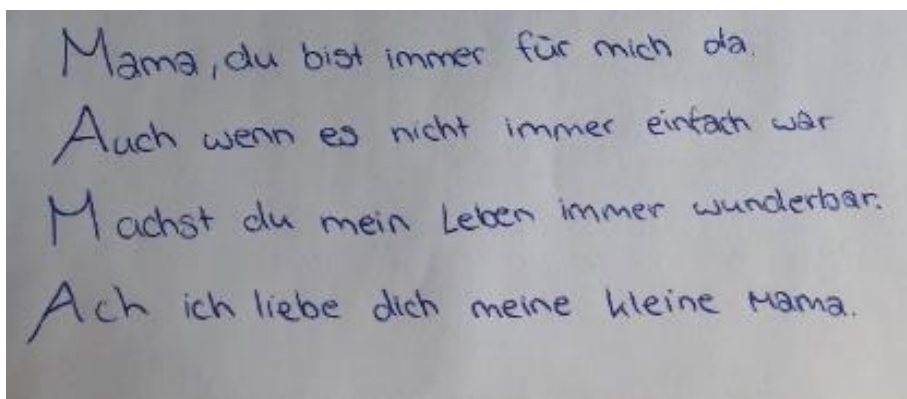 Mama, du bist immer für mich da.
Auch wenn es nicht immer einfach war
Machst du mein Leben immer wunderbar.
Ach ich liebe dich meine kleine Mama.